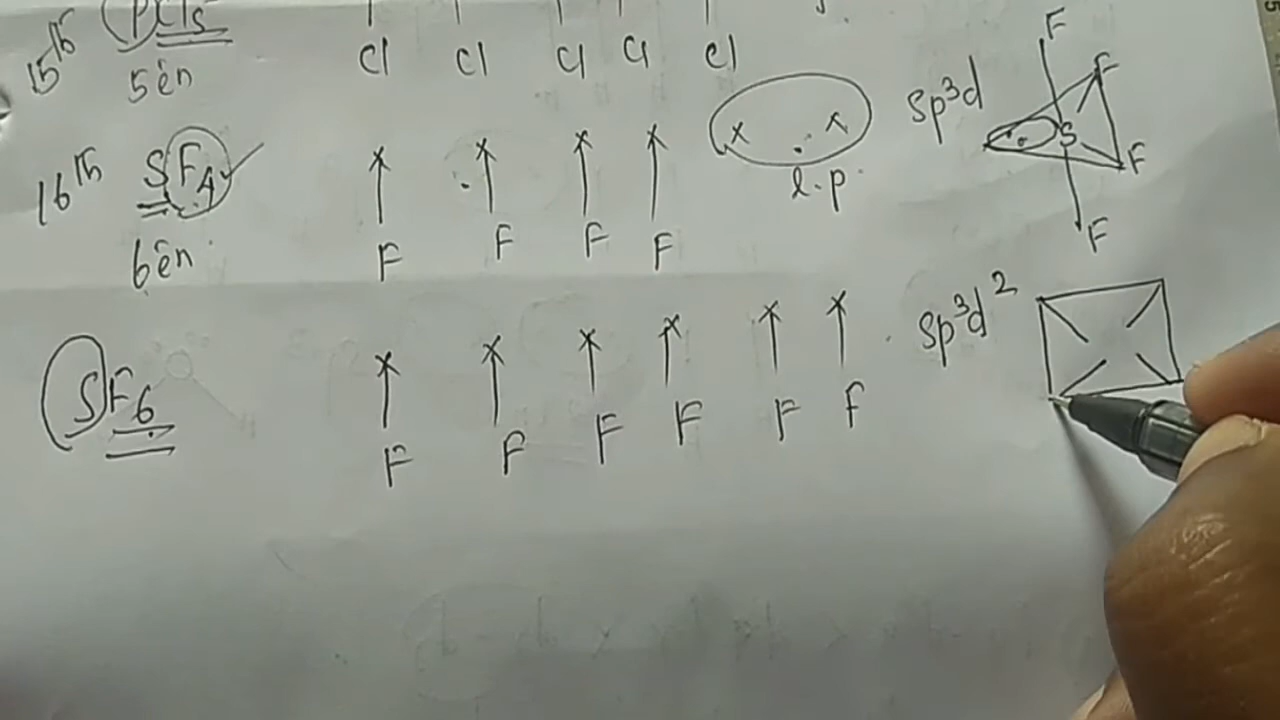 15th PCl5
5ēn
Cl Cl Cl Cl Cl
16th SF4 sp3d
6ēn
F F F F
l.p.
F
F
S
F
F
SF6 sp3d2
F F F F F F